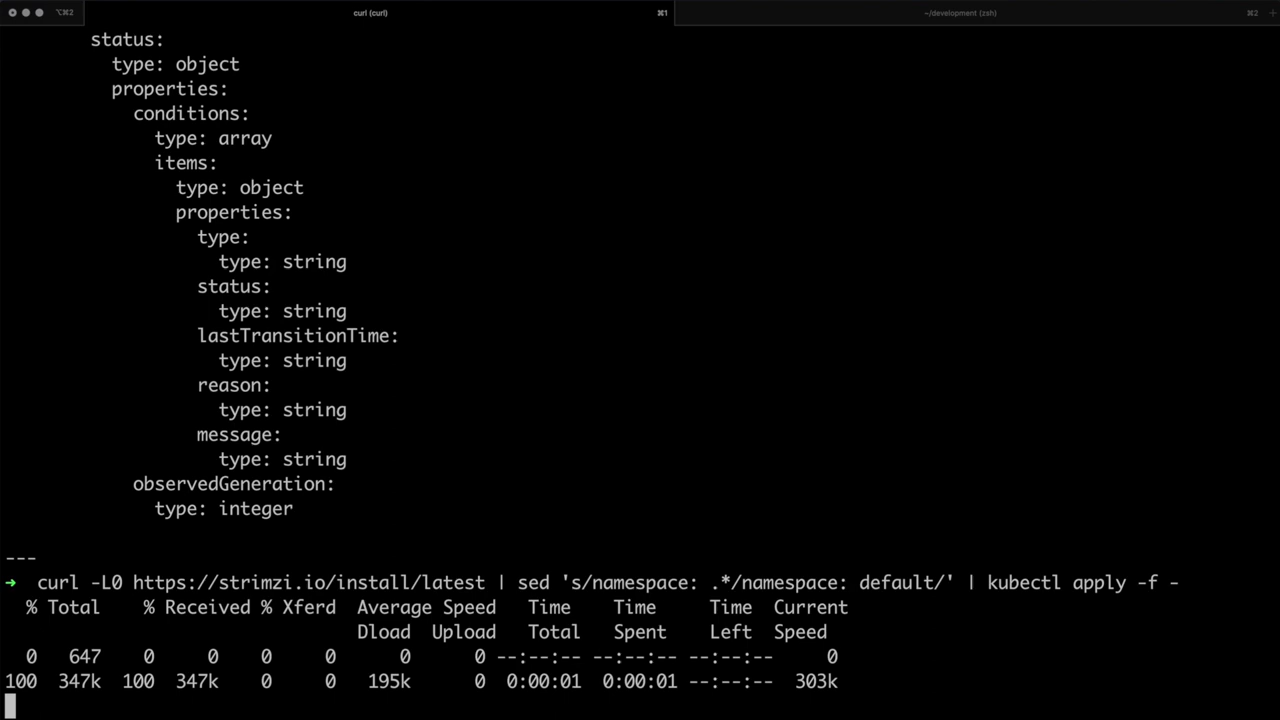 ⌥⌘2 curl (curl) ⌘1 ~/development (zsh) ⌘2 +
status:
type: object
properties:
conditions:
type: array
items:
type: object
properties:
type:
type: string
status:
type: string
lastTransitionTime:
type: string
reason:
type: string
message:
type: string
observedGeneration:
type: integer
---
➜ curl -L0 https://strimzi.io/install/latest | sed 's/namespace: .*/namespace: default/' | kubectl apply -f -
% Total % Received % Xferd Average Speed Time Time Time Current
Dload Upload Total Spent Left Speed
0 647 0 0 0 0 0 0 --:--:-- --:--:-- --:--:-- 0
100 347k 100 347k 0 0 195k 0 0:00:01 0:00:01 --:--:-- 303k